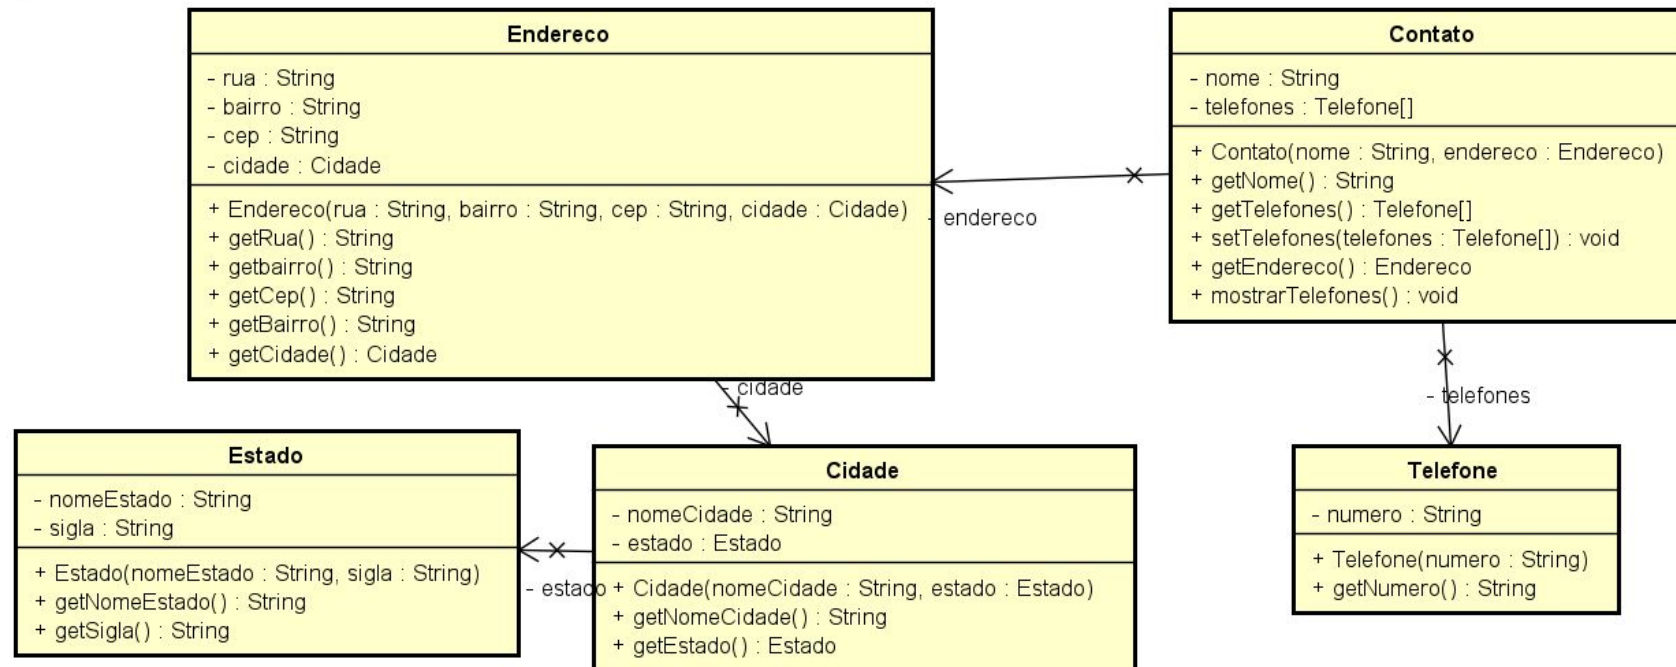 Endereco
- rua : String
- bairro : String
- cep : String
- cidade : Cidade
+ Endereco(rua : String, bairro : String, cep : String, cidade : Cidade)
+ getRua() : String
+ getbairro() : String
+ getCep() : String
+ getBairro() : String
+ getCidade() : Cidade
- endereco
Contato
- nome : String
- telefones : Telefone[]
+ Contato(nome : String, endereco : Endereco)
+ getNome() : String
+ getTelefones() : Telefone[]
+ setTelefones(telefones : Telefone[]) : void
+ getEndereco() : Endereco
+ mostrarTelefones() : void
- cidade
- telefones
Estado
- nomeEstado : String
- sigla : String
+ Estado(nomeEstado : String, sigla : String)
+ getNomeEstado() : String
+ getSigla() : String
- estado
Cidade
- nomeCidade : String
- estado : Estado
+ Cidade(nomeCidade : String, estado : Estado)
+ getNomeCidade() : String
+ getEstado() : Estado
Telefone
- numero : String
+ Telefone(numero : String)
+ getNumero() : String